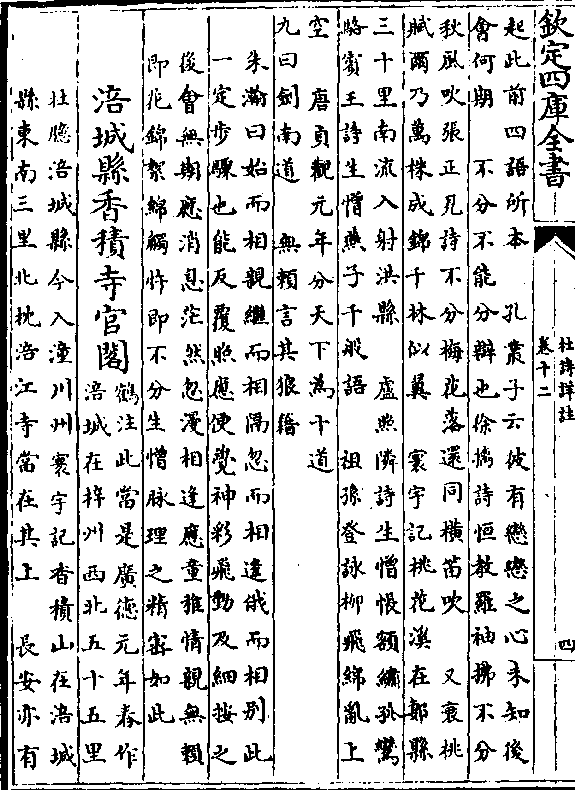 欽定四庫全書
杜詩詳註
卷十二
四
起此前四語所本　孔叢子云彼有戀戀之心未知後
會何期　不分不能分辯也徐摛詩恒教羅袖拂不分
秋風吹張正見詩不分梅花落還同橫笛吹　又衰桃
賦爾乃萬株成錦千林似翼　寰宇記桃花溪在郪縣
三十里南流入射洪縣　盧照隣詩生憎悵額繡孤鸞
駱賓王詩生憎燕子千般語　祖孫登詠柳飛綿亂上
空　唐貞觀元年分天下為十道
九曰劍南道　無賴言其狼籍
朱瀚曰始而相親繼而相隔忽而相逢俄而相別此
一定步驟也能反覆照應便覺神彩飛動及細按之
後會無期應消息茫然忽漫相逢應童稚情親無賴
即花錦絮綿觸忤即不分生憎脉理之精密如此
涪城縣香積寺官閣
鶴注此當是廣德元年春作
涪城在梓州西北五十五里
杜臆涪城縣今入潼川州寰宇記香積山在涪城
縣東南三里北枕涪江寺當在其上　長安亦有